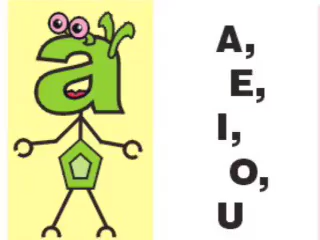 a
A,
E,
I,
O,
U